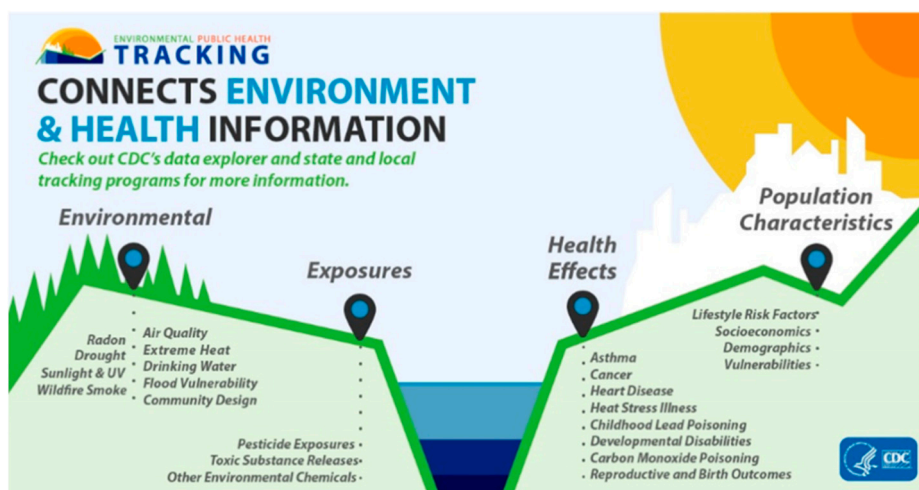 ENVIRONMENTAL PUBLIC HEALTH
TRACKING
CONNECTS ENVIRONMENT
& HEALTH INFORMATION
Check out CDC's data explorer and state and local
tracking programs for more information.
Environmental
Radon
Drought
Sunlight & UV
Wildfire Smoke
Air Quality
Extreme Heat
Drinking Water
Flood Vulnerability
Community Design
Exposures
Pesticide Exposures
Toxic Substance Releases
Other Environmental Chemicals
Health
Effects
Asthma
Cancer
Heart Disease
Heat Stress Illness
Childhood Lead Poisoning
Developmental Disabilities
Carbon Monoxide Poisoning
Reproductive and Birth Outcomes
Population
Characteristics
Lifestyle Risk Factors
Socioeconomics
Demographics
Vulnerabilities
CDC